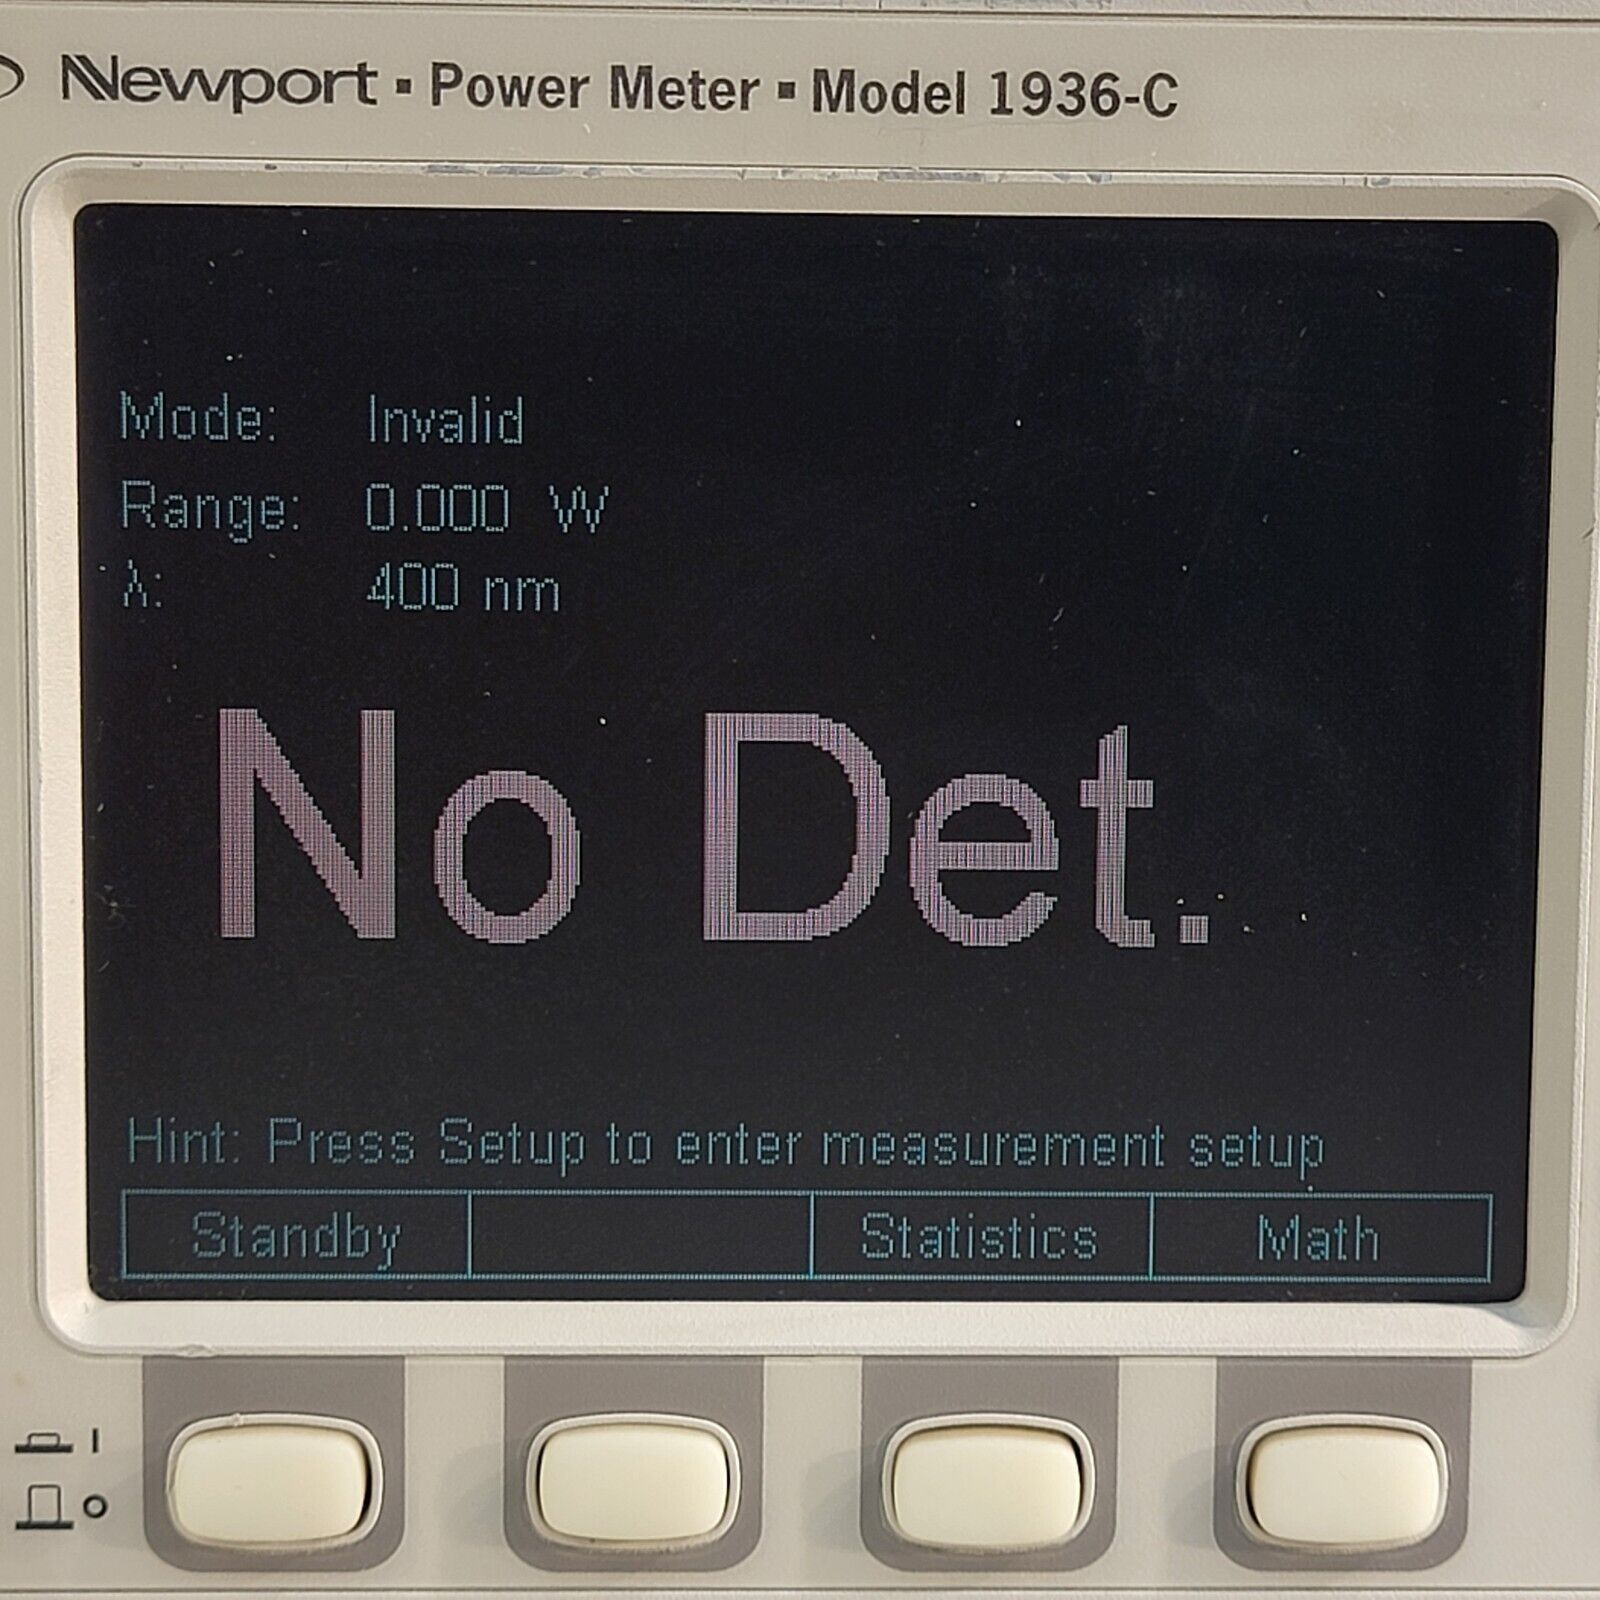 Newport ▪ Power Meter ▪ Model 1936-C
Mode: Invalid
Range: 0.000 W
λ: 400 nm
No Det.
Hint: Press Setup to enter measurement setup
Standby Statistics Math